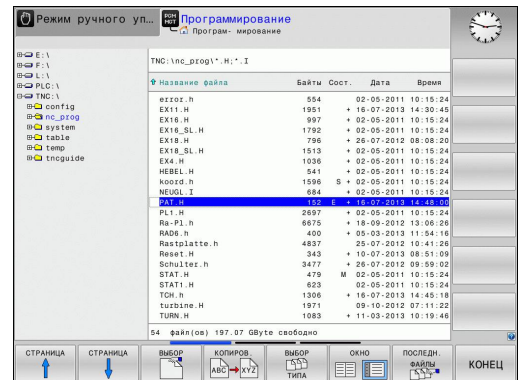 Режим ручного уп...
PGM
MDT
Программирование
Програм- мирование
E:\
F:\
L:\
PLC:\
TNC:\
config
nc_prog
system
table
temp
tncguide
TNC:\nc_prog\*.H;*.I
Название файла Байты Сост. Дата Время
error.h 554 02-05-2011 10:15:24
EX11.H 1951 + 16-07-2013 14:30:45
EX16.H 997 + 02-05-2011 10:15:24
EX16_SL.H 1792 + 02-05-2011 10:15:24
EX18.H 796 + 26-07-2012 08:08:20
EX18_SL.H 1513 + 02-05-2011 10:15:24
EX4.H 1036 + 02-05-2011 10:15:24
HEBEL.H 541 + 02-05-2011 10:15:24
koord.h 1596 S + 02-05-2011 10:15:24
NEUGL.I 684 + 02-05-2011 10:15:24
PAT.H 152 E + 16-07-2013 14:48:00
PL1.H 2697 + 02-05-2011 10:15:24
Ra-Pl.h 6675 + 18-09-2012 13:06:26
RAD6.h 400 + 05-03-2013 11:54:16
Rastplatte.h 4837 25-07-2012 10:41:26
Reset.H 343 + 10-07-2013 08:51:09
Schulter.h 3477 + 26-07-2012 09:59:02
STAT.H 479 M 02-05-2011 10:15:24
STAT1.H 623 02-05-2011 10:15:24
TCH.h 1306 + 16-07-2013 14:45:18
turbine.H 1971 09-10-2012 07:11:22
TURN.H 1083 + 11-03-2013 10:19:46
54 файл(ов) 197.07 GByte свободно
СТРАНИЦА
СТРАНИЦА
ВЫБОР
КОПИРОВ.
ABC XYZ
ВЫБОР
ТИПА
ОКНО
ПОСЛЕДН.
ФАЙЛЫ
КОНЕЦ